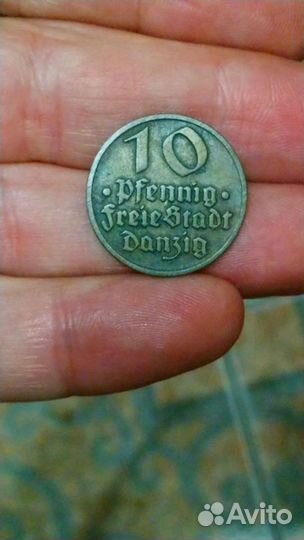 10
• Pfennig •
Freie Stadt
Danzig
Avito